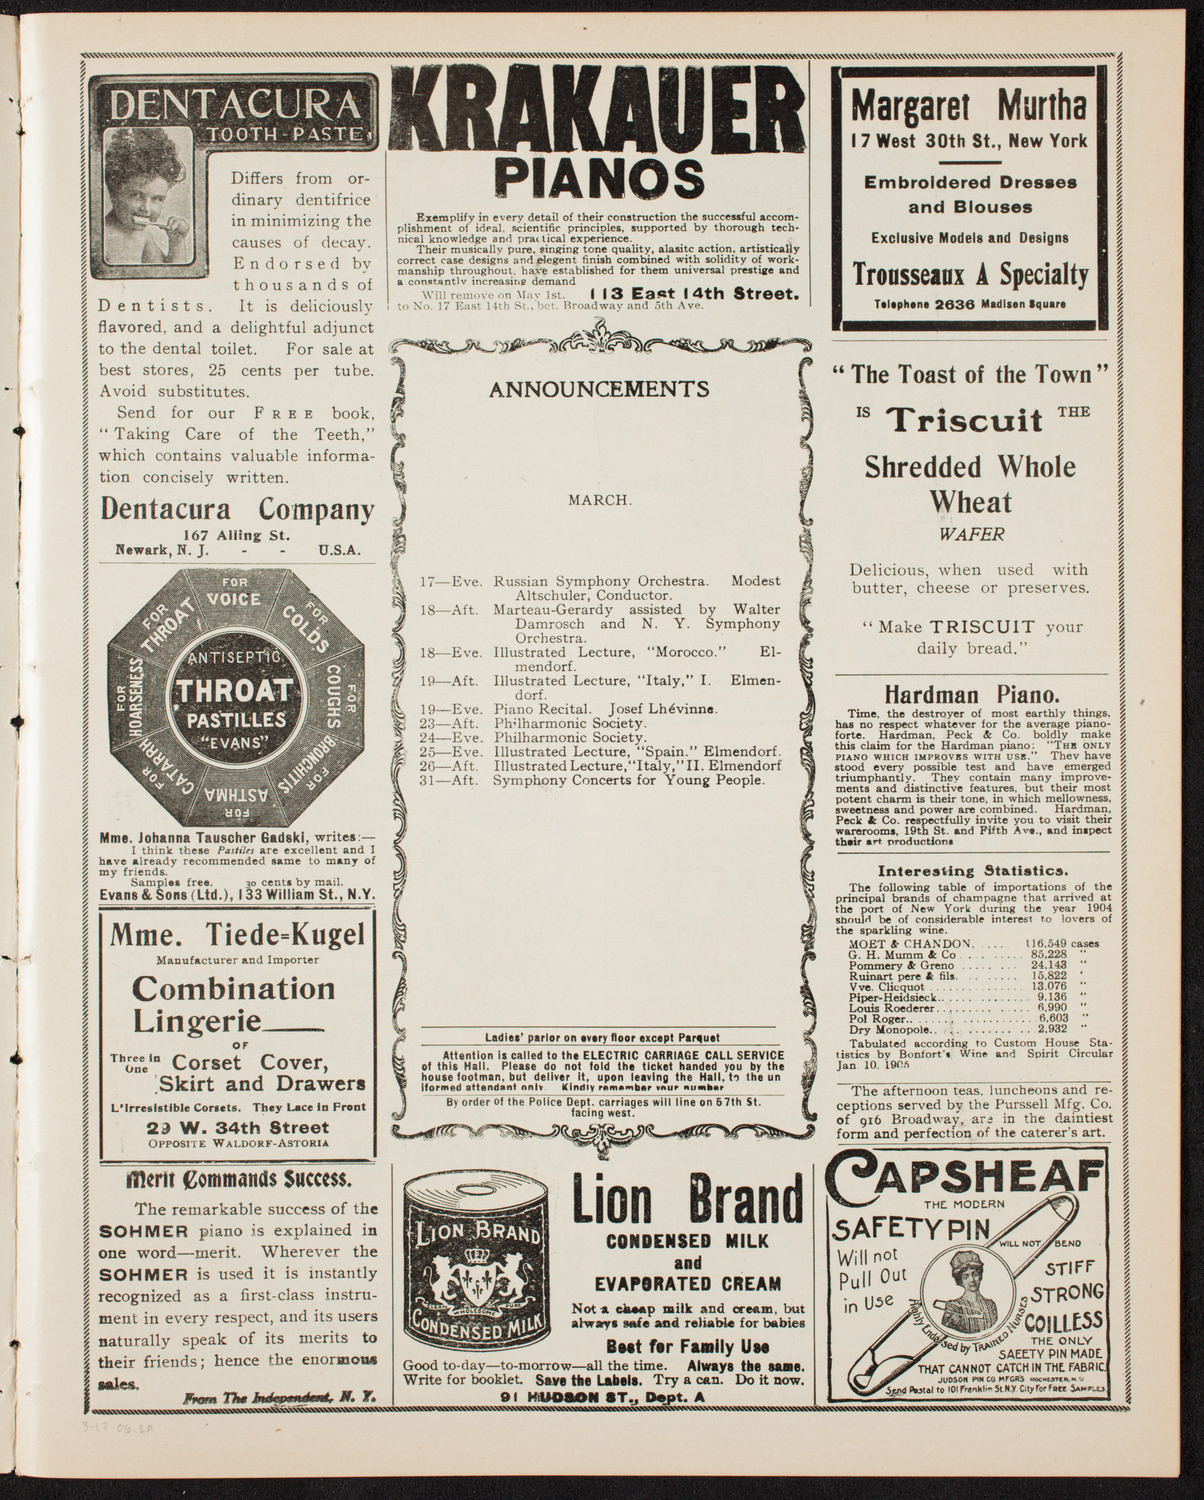 DENTACURA
TOOTH-PASTE
Differs from or-
dinary dentifrice
in minimizing the
causes of decay.
Endorsed by
thousands of
Dentists. It is deliciously
flavored, and a delightful adjunct
to the dental toilet. For sale at
best stores, 25 cents per tube.
Avoid substitutes.
Send for our FREE book,
"Taking Care of the Teeth,"
which contains valuable informa-
tion concisely written.
Dentacura Company
167 Alling St.
Newark, N. J. - - U.S.A.
FOR VOICE
FOR COLDS
FOR COUGHS
FOR BRONCHITIS
FOR ASTHMA
FOR CATARRH
FOR HOARSENESS
FOR THROAT
ANTISEPTIC
THROAT
PASTILLES
"EVANS"
Mme. Johanna Tauscher Gadski, writes:—
I think these Pastiles are excellent and I
have already recommended same to many of
my friends.
Samples free. 30 cents by mail.
Evans & Sons (Ltd.), 133 William St., N.Y.
Mme. Tiede=Kugel
Manufacturer and Importer
Combination
Lingerie
OF
Three in One Corset Cover,
Skirt and Drawers
L'Irresistible Corsets. They Lace in Front
29 W. 34th Street
OPPOSITE WALDORF-ASTORIA
Merit Commands Success.
The remarkable success of the
SOHMER piano is explained in
one word—merit. Wherever the
SOHMER is used it is instantly
recognized as a first-class instru-
ment in every respect, and its users
naturally speak of its merits to
their friends; hence the enormous
sales.
From The Independent, N. Y.
KRAKAUER
PIANOS
Exemplify in every detail of their construction the successful accom-
plishment of ideal, scientific principles, supported by thorough tech-
nical knowledge and practical experience.
Their musically pure, singing tone quality, alasitc action, artistically
correct case designs and elegent finish combined with solidity of work-
manship throughout, have established for them universal prestige and
a constantly increasing demand
Will remove on May 1st. 113 East 14th Street.
to No. 17 East 14th St., bet. Broadway and 5th Ave.
ANNOUNCEMENTS
MARCH.
17—Eve. Russian Symphony Orchestra. Modest
Altschuler, Conductor.
18—Aft. Marteau-Gerardy assisted by Walter
Damrosch and N. Y. Symphony
Orchestra.
18—Eve. Illustrated Lecture, "Morocco." El-
mendorf.
19—Aft. Illustrated Lecture, "Italy," I. Elmen-
dorf.
19—Eve. Piano Recital. Josef Lhévinne.
23—Aft. Philharmonic Society.
24—Eve. Philharmonic Society.
25—Eve. Illustrated Lecture, "Spain." Elmendorf.
26—Aft. Illustrated Lecture, "Italy," II. Elmendorf
31—Aft. Symphony Concerts for Young People.
Ladies' parlor on every floor except Parquet
Attention is called to the ELECTRIC CARRIAGE CALL SERVICE
of this Hall. Please do not fold the ticket handed you by the
house footman, but deliver it, upon leaving the Hall, to the un
iformed attendant only. Kindly remember your number
By order of the Police Dept. carriages will line on 57th St.
facing west.
LION BRAND
CLEAN WHOLESOME PURE
CONDENSED MILK
Lion Brand
CONDENSED MILK
and
EVAPORATED CREAM
Not a cheap milk and cream, but
always safe and reliable for babies
Best for Family Use
Good to-day—to-morrow—all the time. Always the same.
Write for booklet. Save the Labels. Try a can. Do it now.
91 HUDSON ST., Dept. A
Margaret Murtha
17 West 30th St., New York
Embroidered Dresses
and Blouses
Exclusive Models and Designs
Trousseaux A Specialty
Telephone 2636 Madison Square
"The Toast of the Town"
IS Triscuit THE
Shredded Whole
Wheat
WAFER
Delicious, when used with
butter, cheese or preserves.
"Make TRISCUIT your
daily bread."
Hardman Piano.
Time, the destroyer of most earthly things,
has no respect whatever for the average piano-
forte. Hardman, Peck & Co. boldly make
this claim for the Hardman piano: "THE ONLY
PIANO WHICH IMPROVES WITH USE." They have
stood every possible test and have emerged
triumphantly. They contain many improve-
ments and distinctive features, but their most
potent charm is their tone, in which mellowness,
sweetness and power are combined. Hardman,
Peck & Co. respectfully invite you to visit their
warerooms, 19th St. and Fifth Ave., and inspect
their art productions
Interesting Statistics.
The following table of importations of the
principal brands of champagne that arrived at
the port of New York during the year 1904
should be of considerable interest to lovers of
the sparkling wine.
MOET & CHANDON..... 116,549 cases
G. H. Mumm & Co......... 85,228 "
Pommery & Greno ........ 24,143 "
Ruinart pere & fils......... 15,822 "
Vve. Clicquot ............ 13,076 "
Piper-Heidsieck............ 9,136 "
Louis Roederer............ 6,990 "
Pol Roger................ 6,603 "
Dry Monopole............. 2,932 "
Tabulated according to Custom House Sta-
tistics by Bonfort's Wine and Spirit Circular
Jan. 10, 1905
The afternoon teas, luncheons and re-
ceptions served by the Purssell Mfg. Co.
of 916 Broadway, are in the daintiest
form and perfection of the caterer's art.
CAPSHEAF
THE MODERN
SAFETY PIN
WILL NOT BEND
Will not
Pull Out
in Use
STIFF
STRONG
COILLESS
Highly Endorsed by TRAINED NURSES
THE ONLY
SAEETY PIN MADE
THAT CANNOT CATCH IN THE FABRIC.
JUDSON PIN CO. MFGRS ROCHESTER, N.Y.
Send Postal to 101 Franklin St. N.Y. City For FREE SAMPLES
3-17-06.2A